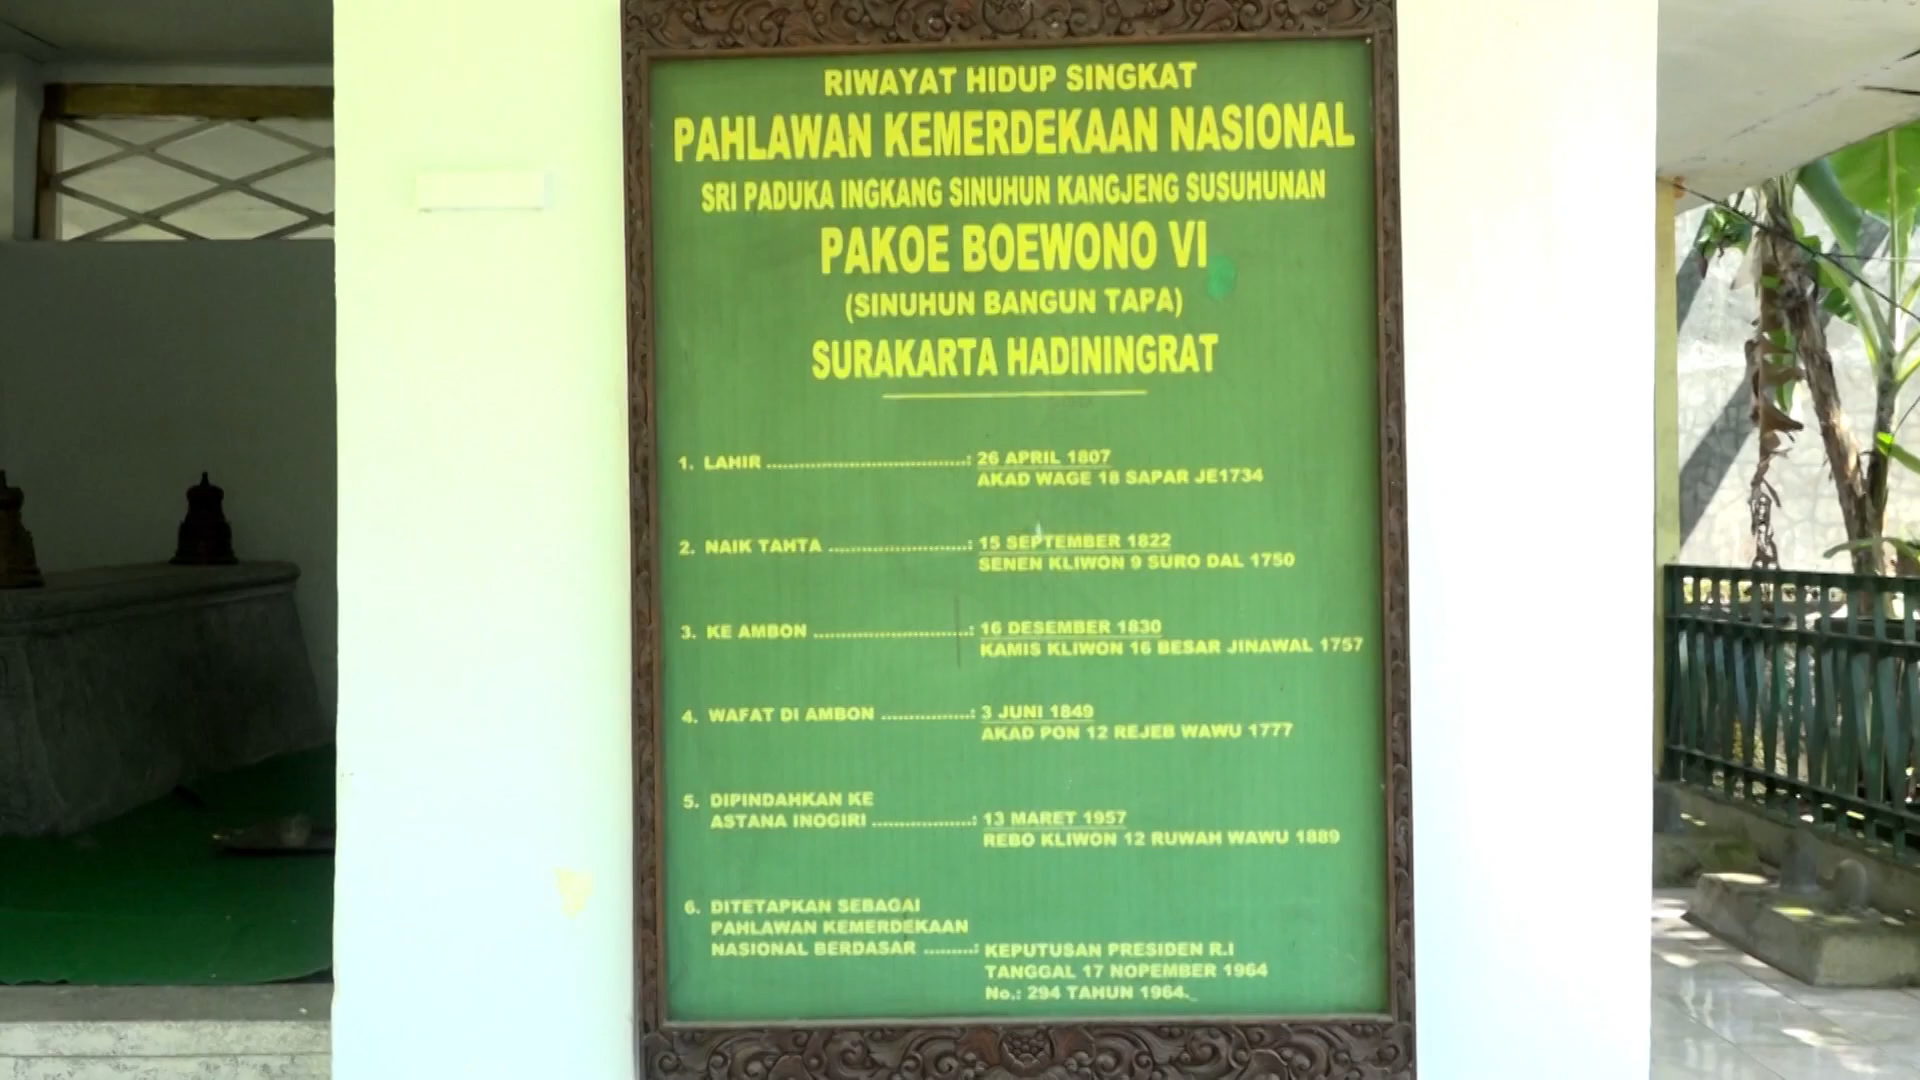 RIWAYAT HIDUP SINGKAT
PAHLAWAN KEMERDEKAAN NASIONAL
SRI PADUKA INGKANG SINUHUN KANGJENG SUSUHUNAN
PAKOE BOEWONO VI
(SINUHUN BANGUN TAPA)
SURAKARTA HADININGRAT
1. LAHIR ..............................: 26 APRIL 1807
AKAD WAGE 18 SAPAR JE1734
2. NAIK TAHTA .....................: 15 SEPTEMBER 1822
SENEN KLIWON 9 SURO DAL 1750
3. KE AMBON .......................: 16 DESEMBER 1830
KAMIS KLIWON 16 BESAR JINAWAL 1757
4. WAFAT DI AMBON .............: 3 JUNI 1849
AKAD PON 12 REJEB WAWU 1777
5. DIPINDAHKAN KE
ASTANA INOGIRI ...............: 13 MARET 1957
REBO KLIWON 12 RUWAH WAWU 1889
6. DITETAPKAN SEBAGAI
PAHLAWAN KEMERDEKAAN
NASIONAL BERDASAR ........: KEPUTUSAN PRESIDEN R.I
TANGGAL 17 NOPEMBER 1964
No.: 294 TAHUN 1964._